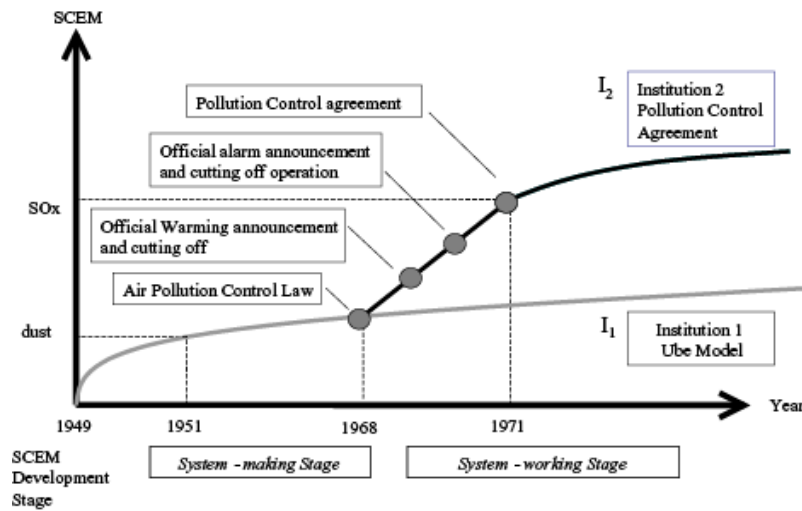 SCEM
Pollution Control agreement
I2
Institution 2
Pollution Control
Agreement
Official alarm announcement
and cutting off operation
SOx
Official Warming announcement
and cutting off
Air Pollution Control Law
dust
I1
Institution 1
Ube Model
Year
1949
1951
1968
1971
SCEM
Development
Stage
System - making Stage
System - working Stage